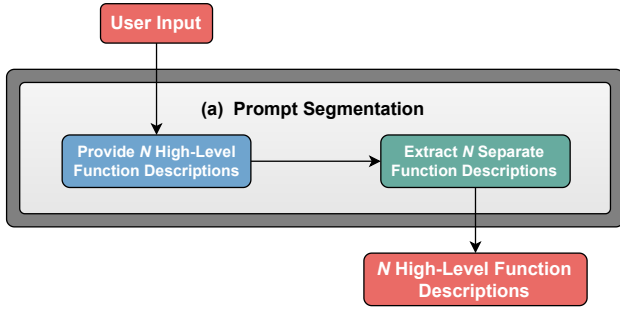 User Input
(a) Prompt Segmentation
Provide N High-Level
Function Descriptions
Extract N Separate
Function Descriptions
N High-Level Function
Descriptions